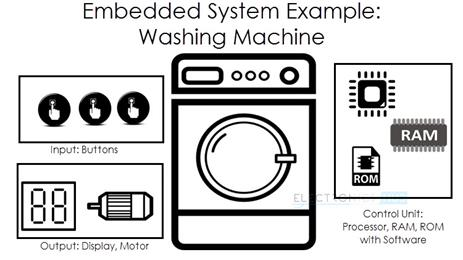 Embedded System Example:
Washing Machine
Input: Buttons
88
Output: Display, Motor
RAM
ROM
Control Unit:
Processor, RAM, ROM
with Software